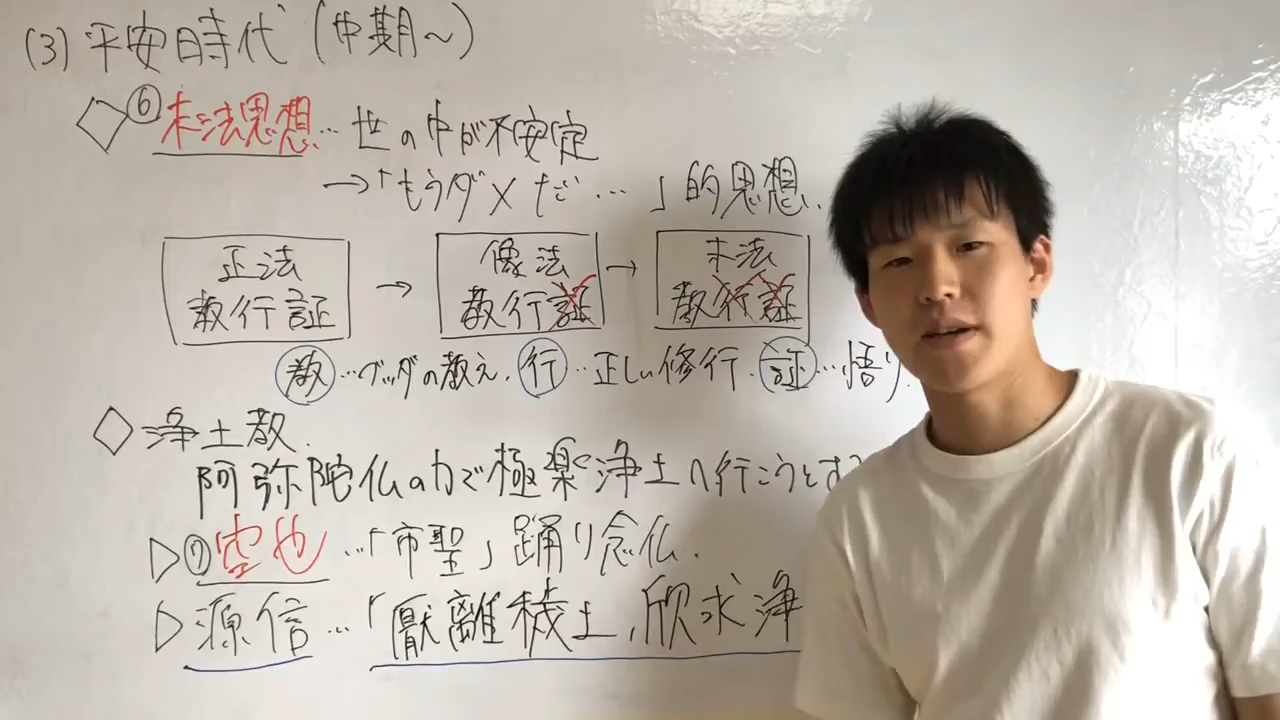 (3) 平安時代 (中期〜)
◇⑥末法思想… 世の中が不安定
→「もうダメだ…」的思想.
正法 → 像法 → 末法
教行証 教行証 教行証
教…ブッダの教え. 行…正しい修行. 証…悟り.
◇浄土教.
阿弥陀仏の力で極楽浄土へ行こうとす
▷⑦空也 …「市聖」踊り念仏.
▷源信 …「厭離穢土, 欣求浄